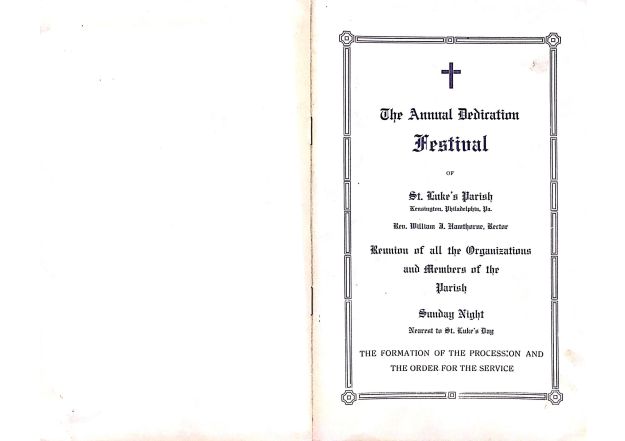 The Annual Dedication
Festival
OF
St. Luke's Parish
Kensington, Philadelphia, Pa.
Rev. William J. Hawthorne, Rector
Reunion of all the Organizations
and Members of the
Parish
Sunday Night
Nearest to St. Luke's Day
THE FORMATION OF THE PROCESSION AND
THE ORDER FOR THE SERVICE